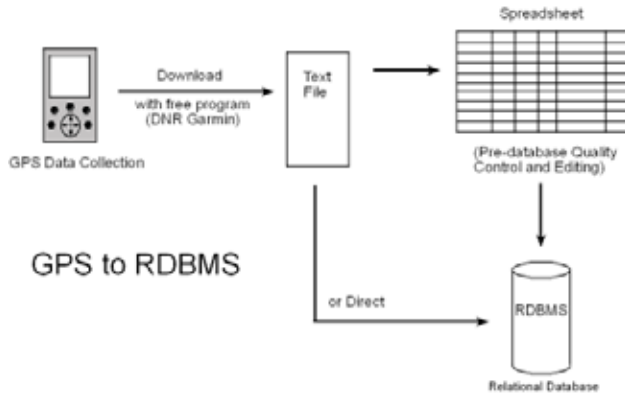 Spreadsheet
Download
with free program
(DNR Garmin)
Text
File
GPS Data Collection
(Pre-database Quality
Control and Editing)
GPS to RDBMS
or Direct
RDBMS
Relational Database